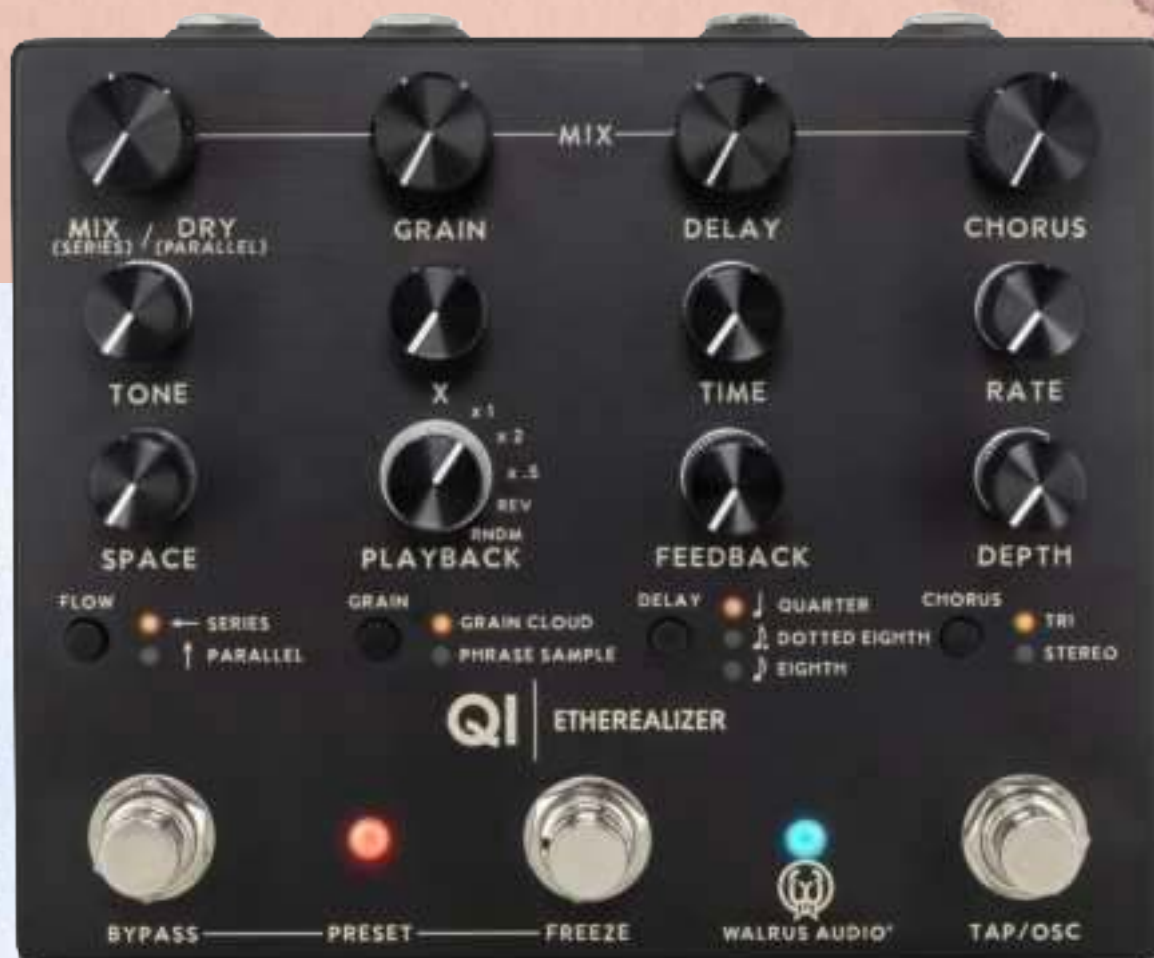 MIX
MIX / DRY
(SERIES) (PARALLEL)
GRAIN
DELAY
CHORUS
TONE
X
TIME
RATE
x 1
x 2
x .5
REV
RNDM
SPACE
PLAYBACK
FEEDBACK
DEPTH
FLOW
← SERIES
↑ PARALLEL
GRAIN
GRAIN CLOUD
PHRASE SAMPLE
DELAY
♩ QUARTER
♪. DOTTED EIGHTH
♪ EIGHTH
CHORUS
TRI
STEREO
QI | ETHEREALIZER
BYPASS
PRESET
FREEZE
WALRUS AUDIO®
TAP/OSC